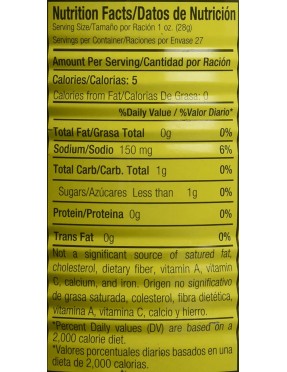 Nutrition Facts/Datos de Nutrición
Serving Size/Tamaño por Ración 1 oz. (28g)
Servings per Container/Raciones por Envase 27
Amount Per Serving/Cantidad por Ración
Calories/Calorías: 5
Calories from Fat/Calorías De Grasa: 0
%Daily Value / %Valor Diario*
Total Fat/Grasa Total 0g 0%
Sodium/Sodio 150 mg 6%
Total Carb/Carb. Total 1g 0%
Sugars/Azúcares Less than 1g
Protein/Proteína 0g 0%
Trans Fat 0g 0%
Not a significant source of satured fat,
cholesterol, dietary fiber, vitamin A, vitamin
C, calcium, and iron. Origen no significativo
de grasa saturada, colesterol, fibra dietética,
vitamina A, vitamina C, calcio y hierro.
*Percent Daily values (DV) are based on a
2,000 calorie diet.
*Valores porcentuales diarios basados en una
dieta de 2,000 calorias.